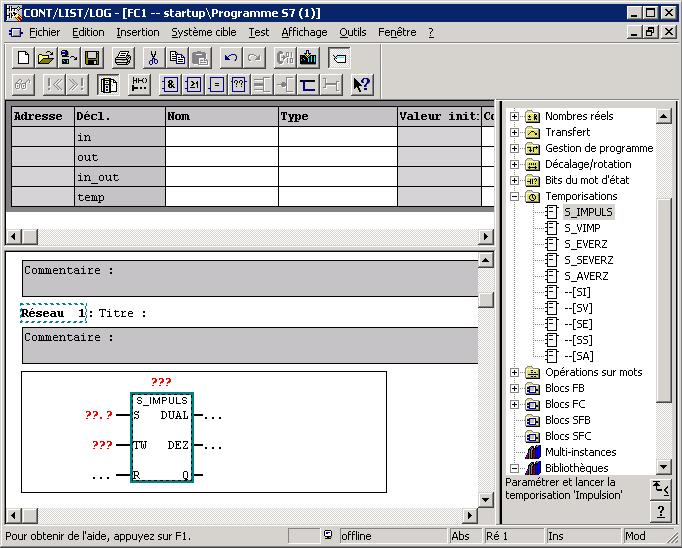 CONT/LIST/LOG - [FC1 -- startup\Programme S7 (1)]
Fichier Edition Insertion Système cible Test Affichage Outils Fenêtre ?
Adresse Décl. Nom Type Valeur init: Co
in
out
in_out
temp
Commentaire :
Réseau 1: Titre :
Commentaire :
???
S_IMPULS
??.? S DUAL ...
??? TW DEZ ...
... R Q
Nombres réels
Transfert
Gestion de programme
Décalage/rotation
Bits du mot d'état
Temporisations
S_IMPULS
S_VIMP
S_EVERZ
S_SEVERZ
S_AVERZ
--[SI]
--[SV]
--[SE]
--[SS]
--[SA]
Opérations sur mots
Blocs FB
Blocs FC
Blocs SFB
Blocs SFC
Multi-instances
Bibliothèques
Paramétrer et lancer la
temporisation 'Impulsion'
Pour obtenir de l'aide, appuyez sur F1. offline Abs Ré 1 Ins Mod